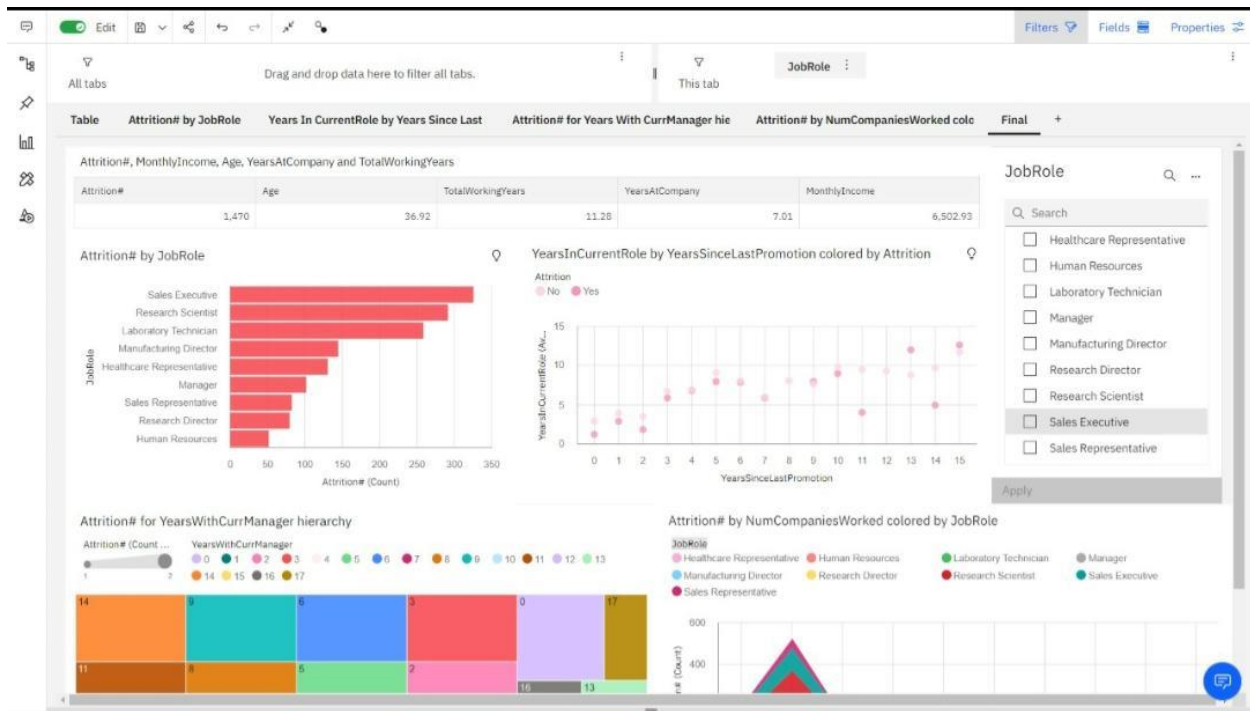 Edit
Filters
Fields
Properties
All tabs
Drag and drop data here to filter all tabs.
This tab
JobRole
Table
Attrition# by JobRole
Years In CurrentRole by Years Since Last
Attrition# for Years With CurrManager hie
Attrition# by NumCompaniesWorked colo
Final
+
Attrition#, MonthlyIncome, Age, YearsAtCompany and TotalWorkingYears
Attrition# Age TotalWorkingYears YearsAtCompany MonthlyIncome
1,470 36.92 11.28 7.01 6,502.93
Attrition# by JobRole
JobRole
Sales Executive
Research Scientist
Laboratory Technician
Manufacturing Director
Healthcare Representative
Manager
Sales Representative
Research Director
Human Resources
0 50 100 150 200 250 300 350
Attrition# (Count)
YearsInCurrentRole by YearsSinceLastPromotion colored by Attrition
Attrition
No Yes
YearsInCurrentRole (Av...
15
10
5
0
0 1 2 3 4 5 6 7 8 9 10 11 12 13 14 15
YearsSinceLastPromotion
JobRole
Search
Healthcare Representative
Human Resources
Laboratory Technician
Manager
Manufacturing Director
Research Director
Research Scientist
Sales Executive
Sales Representative
Apply
Attrition# for YearsWithCurrManager hierarchy
Attrition# (Count ...
1 2
YearsWithCurrManager
0 1 2 3 4 5 6 7 8 9 10 11 12 13
14 15 16 17
14 9 6 3 0 17
11 8 5 2
16 13
Attrition# by NumCompaniesWorked colored by JobRole
JobRole
Healthcare Representative Human Resources Laboratory Technician Manager
Manufacturing Director Research Director Research Scientist Sales Executive
Sales Representative
600
400
n# (Count)